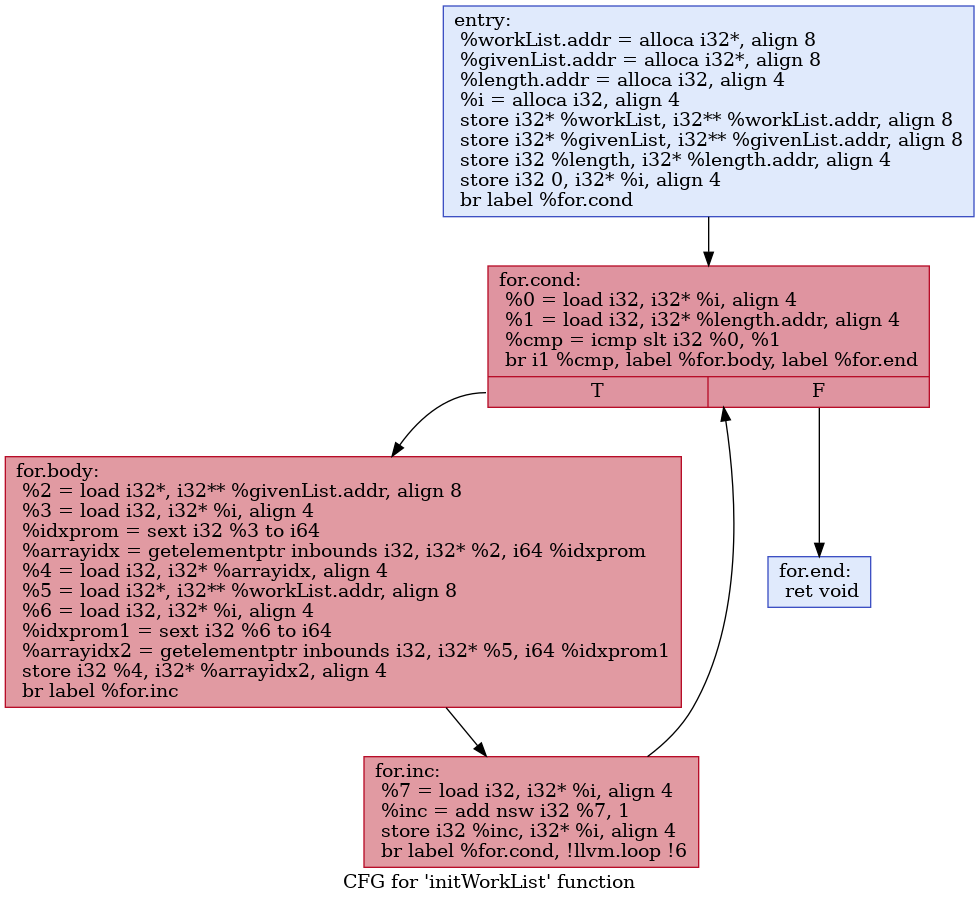 entry:
%workList.addr = alloca i32*, align 8
%givenList.addr = alloca i32*, align 8
%length.addr = alloca i32, align 4
%i = alloca i32, align 4
store i32* %workList, i32** %workList.addr, align 8
store i32* %givenList, i32** %givenList.addr, align 8
store i32 %length, i32* %length.addr, align 4
store i32 0, i32* %i, align 4
br label %for.cond
for.cond:
%0 = load i32, i32* %i, align 4
%1 = load i32, i32* %length.addr, align 4
%cmp = icmp slt i32 %0, %1
br i1 %cmp, label %for.body, label %for.end
T F
for.body:
%2 = load i32*, i32** %givenList.addr, align 8
%3 = load i32, i32* %i, align 4
%idxprom = sext i32 %3 to i64
%arrayidx = getelementptr inbounds i32, i32* %2, i64 %idxprom
%4 = load i32, i32* %arrayidx, align 4
%5 = load i32*, i32** %workList.addr, align 8
%6 = load i32, i32* %i, align 4
%idxprom1 = sext i32 %6 to i64
%arrayidx2 = getelementptr inbounds i32, i32* %5, i64 %idxprom1
store i32 %4, i32* %arrayidx2, align 4
br label %for.inc
for.end:
ret void
for.inc:
%7 = load i32, i32* %i, align 4
%inc = add nsw i32 %7, 1
store i32 %inc, i32* %i, align 4
br label %for.cond, !llvm.loop !6
CFG for 'initWorkList' function